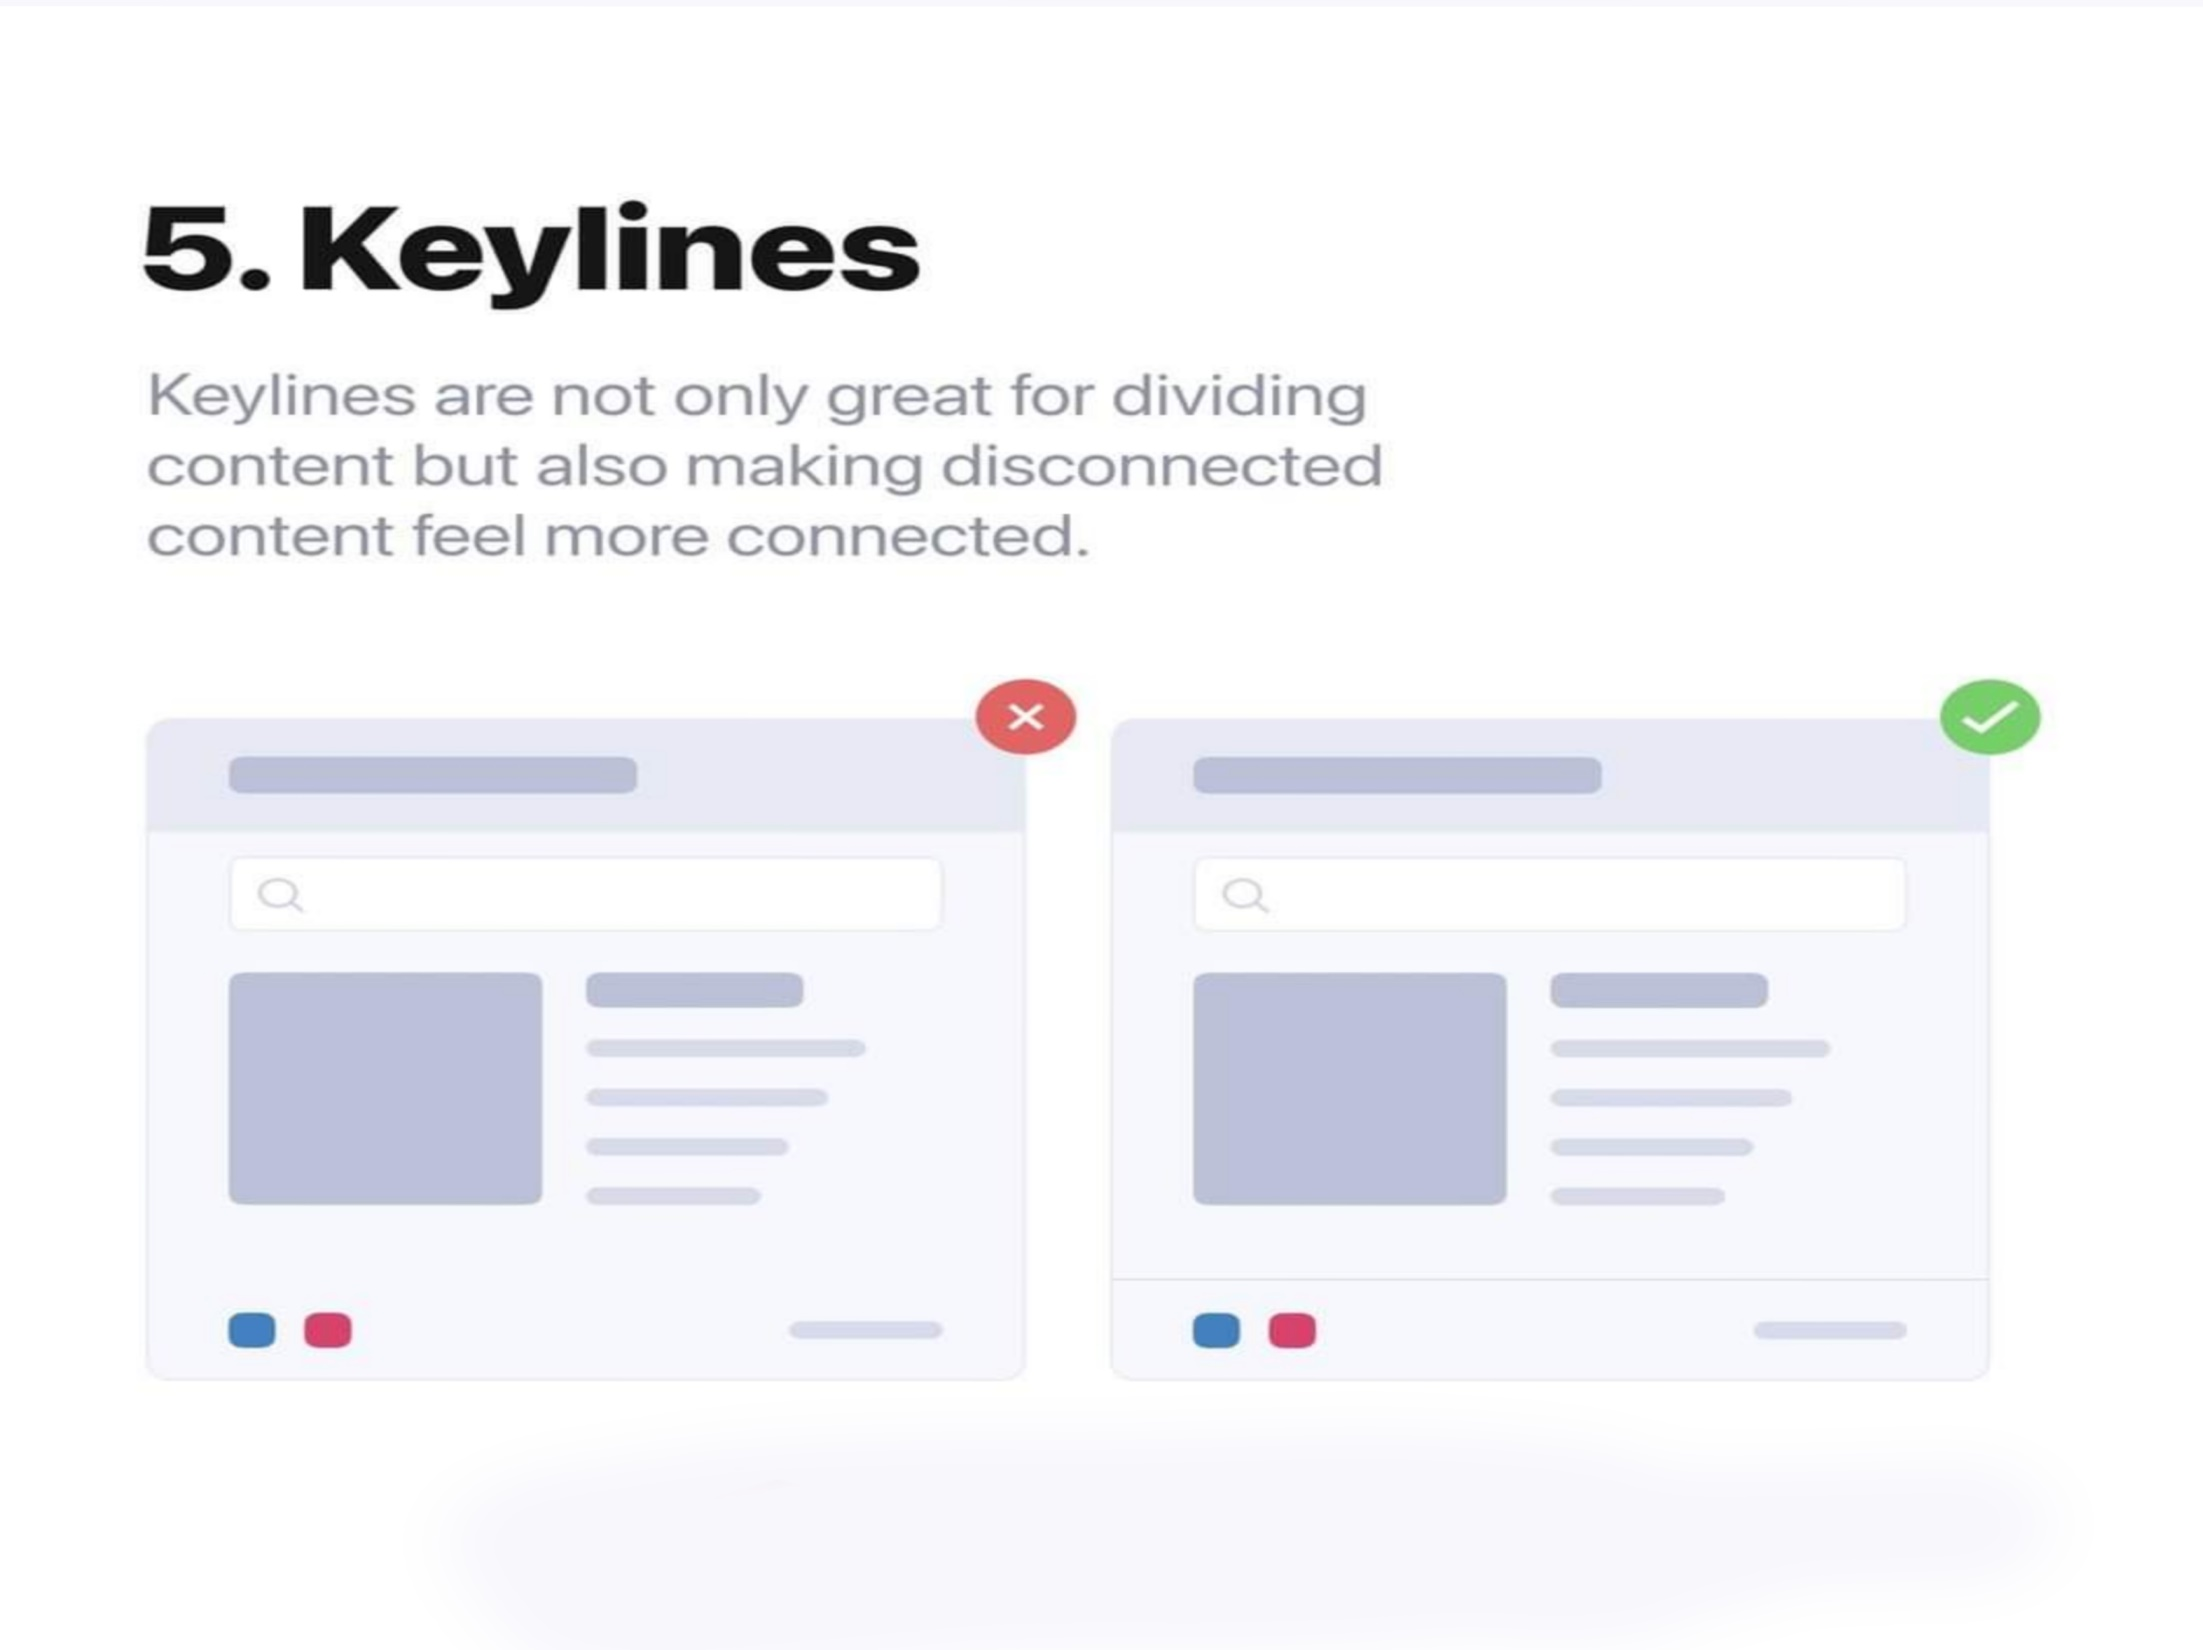 5. Keylines
Keylines are not only great for dividing
content but also making disconnected
content feel more connected.